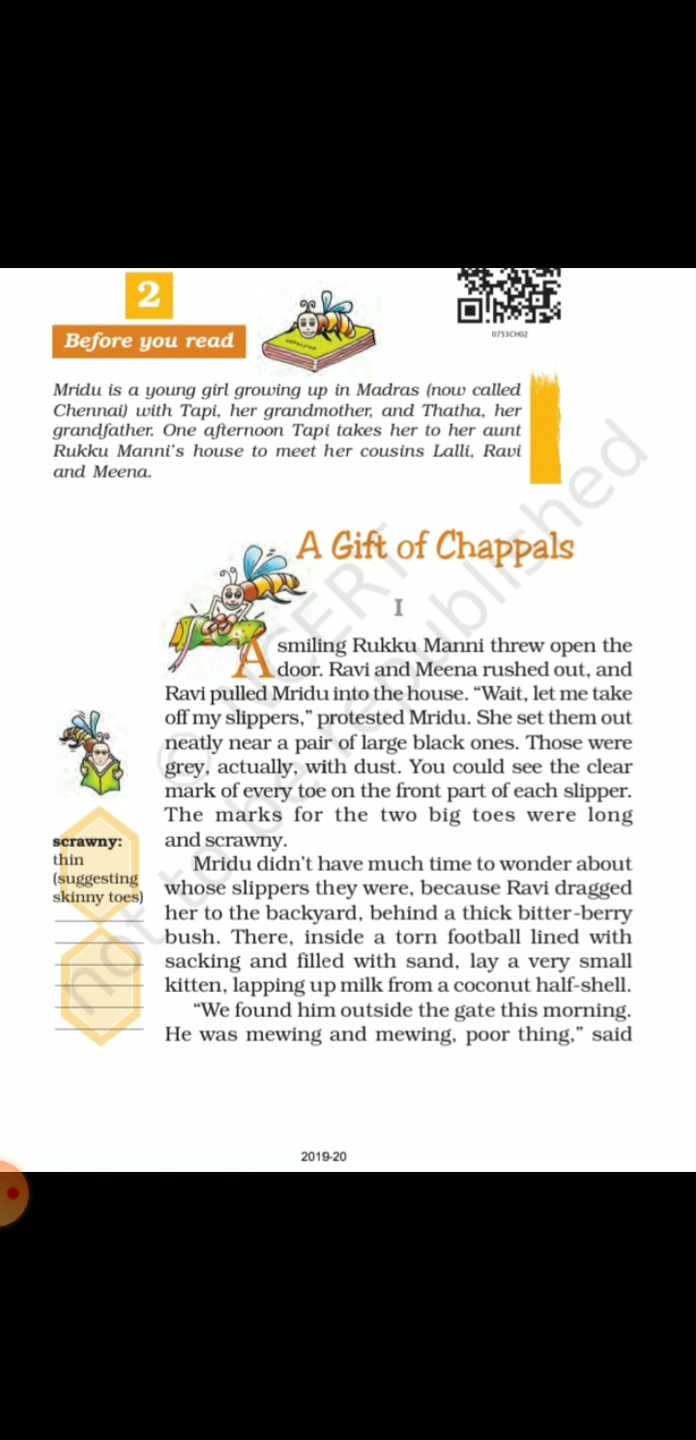 2
Before you read
0753CH02
Mridu is a young girl growing up in Madras (now called
Chennai) with Tapi, her grandmother, and Thatha, her
grandfather. One afternoon Tapi takes her to her aunt
Rukku Manni's house to meet her cousins Lalli, Ravi
and Meena.
A Gift of Chappals
I
A smiling Rukku Manni threw open the
door. Ravi and Meena rushed out, and
Ravi pulled Mridu into the house. “Wait, let me take
off my slippers,” protested Mridu. She set them out
neatly near a pair of large black ones. Those were
grey, actually, with dust. You could see the clear
mark of every toe on the front part of each slipper.
The marks for the two big toes were long
and scrawny.
scrawny:
thin
(suggesting
skinny toes)
Mridu didn't have much time to wonder about
whose slippers they were, because Ravi dragged
her to the backyard, behind a thick bitter-berry
bush. There, inside a torn football lined with
sacking and filled with sand, lay a very small
kitten, lapping up milk from a coconut half-shell.
“We found him outside the gate this morning.
He was mewing and mewing, poor thing,” said
© NCERT
not to be republished
2019-20